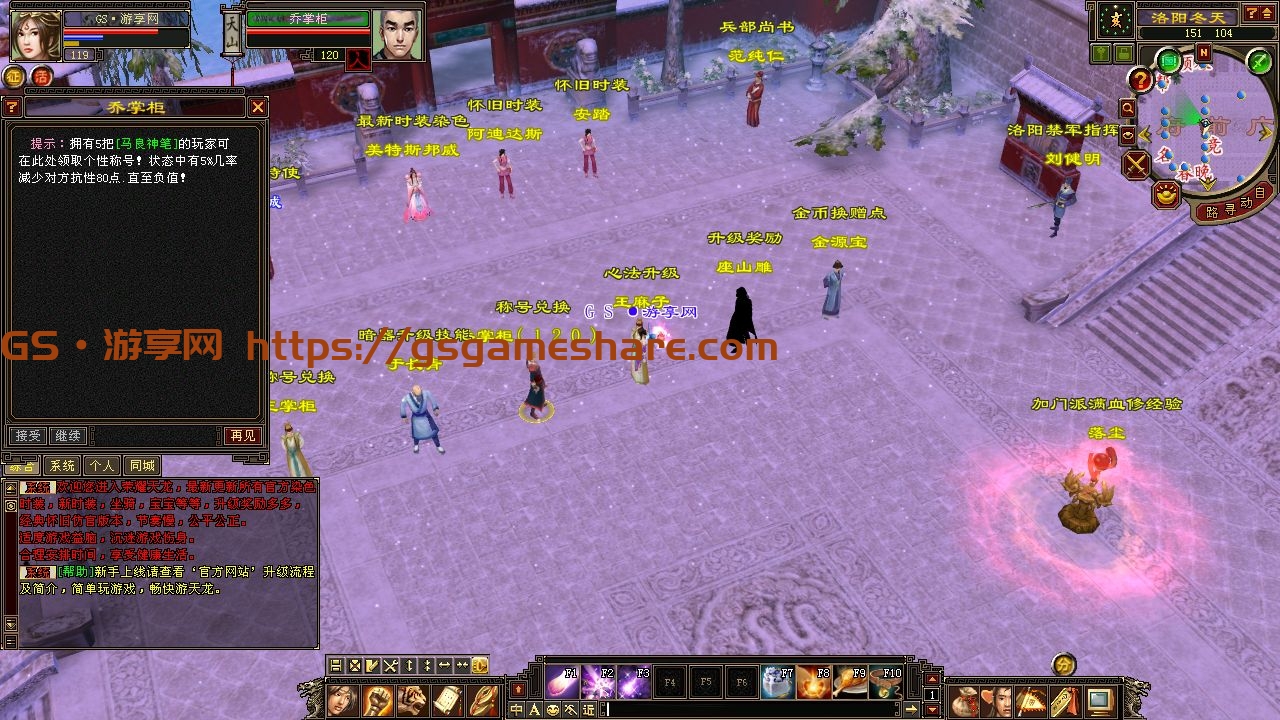 GS·游享网
119
乔掌柜
120
征
活
洛阳冬天
151 104
N
自动寻路
乔掌柜
提示：拥有5把[马良神笔]的玩家可
在此处领取个性称号！状态中有5%几率
减少对方抗性80点.直至负值！
接受
继续
再见
兵部尚书
范纯仁
怀旧时装
安踏
怀旧时装
阿迪达斯
最新时装染色
美特斯邦威
洛阳禁军指挥
刘健明
金币换赠点
金源宝
升级奖励
座山雕
心法升级
王麻子
GS·游享网
称号兑换
掌柜(120)
暗器升级技能
称号兑换
加门派满血修经验
落尘
GS·游享网 https://gsgameshare.com
综合
系统
个人
同城
系统 欢迎您进入荣耀天龙，最新更新所有官方染色
时装，新时装，坐骑，宝宝等等，升级奖励多多，
经典怀旧仿官版本，节奏慢，公平公正。
适度游戏益脑，沉迷游戏伤身。
合理安排时间，享受健康生活。
系统 [帮助]新手上线请查看‘官方网站’升级流程
及简介，简单玩游戏，畅快游天龙。
F1
F2
F3
F4
F5
F6
F7
F8
F9
F10
1
分